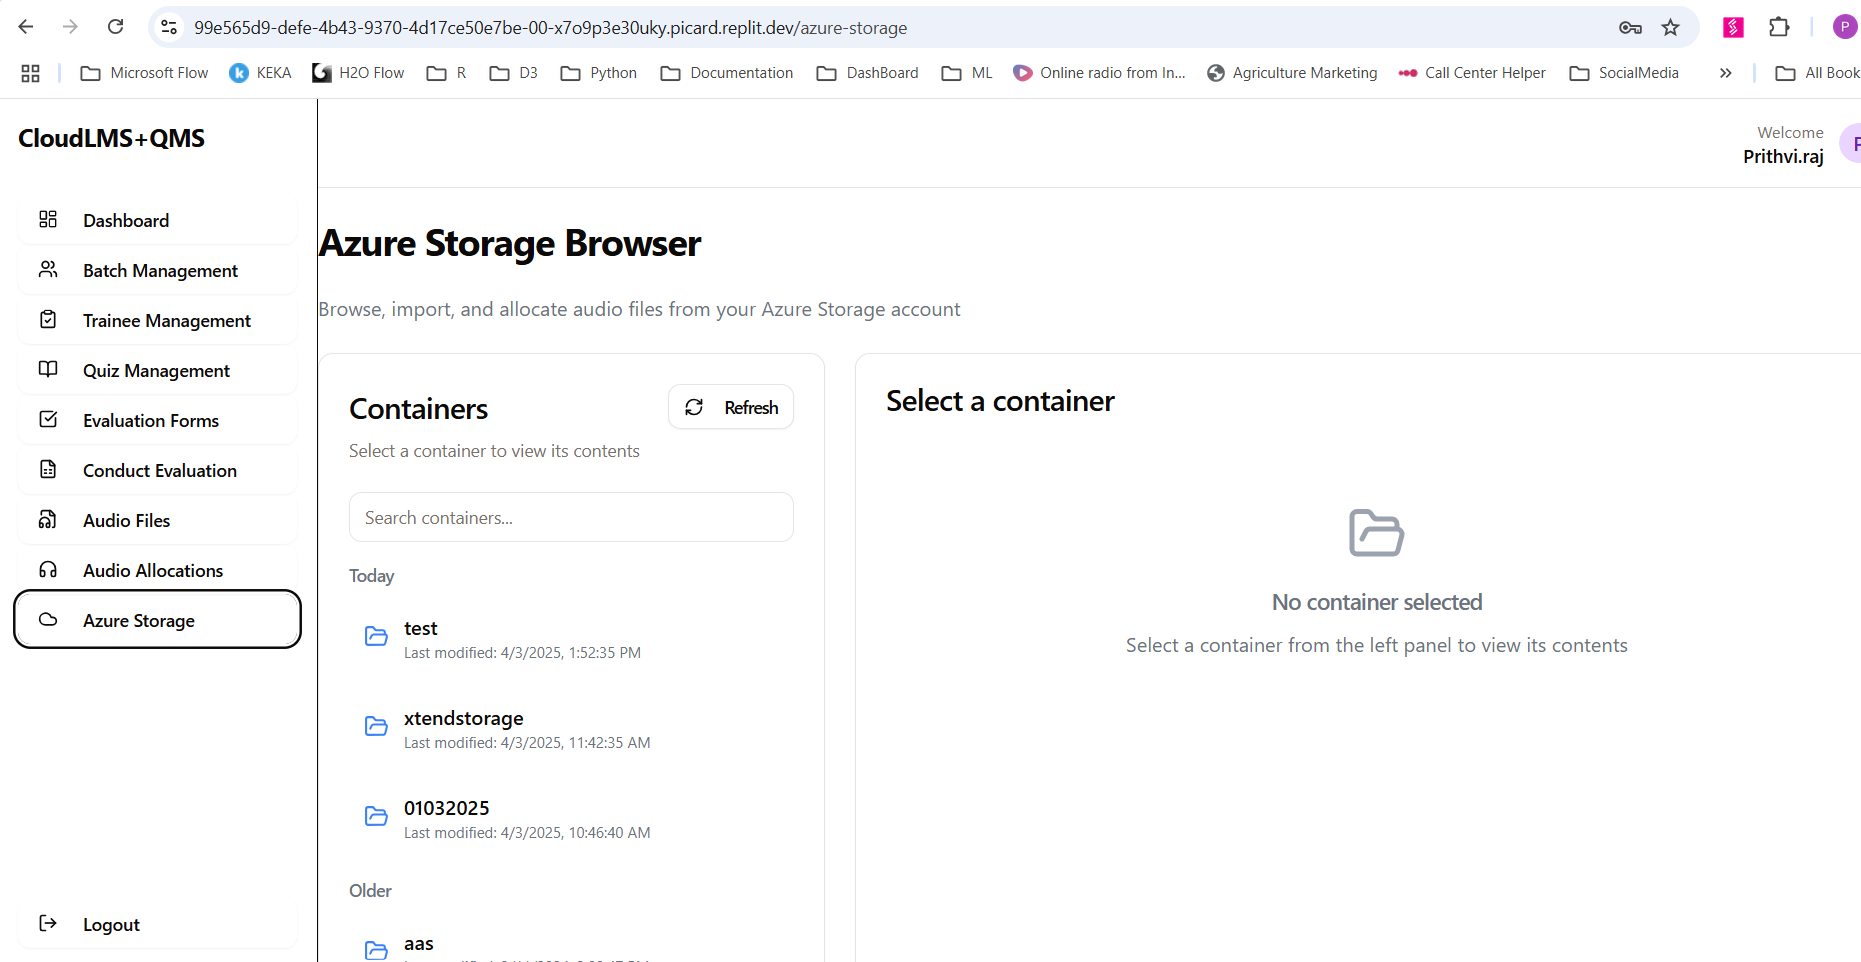 99e565d9-defe-4b43-9370-4d17ce50e7be-00-x7o9p3e30uky.picard.replit.dev/azure-storage
P
Microsoft Flow KEKA H2O Flow R D3 Python Documentation DashBoard ML Online radio from In... Agriculture Marketing Call Center Helper SocialMedia » All Book
CloudLMS+QMS
Welcome
Prithvi.raj
Dashboard
Batch Management
Trainee Management
Quiz Management
Evaluation Forms
Conduct Evaluation
Audio Files
Audio Allocations
Azure Storage
Logout
Azure Storage Browser
Browse, import, and allocate audio files from your Azure Storage account
Containers
Refresh
Select a container to view its contents
Search containers...
Today
test
Last modified: 4/3/2025, 1:52:35 PM
xtendstorage
Last modified: 4/3/2025, 11:42:35 AM
01032025
Last modified: 4/3/2025, 10:46:40 AM
Older
aas
Select a container
No container selected
Select a container from the left panel to view its contents